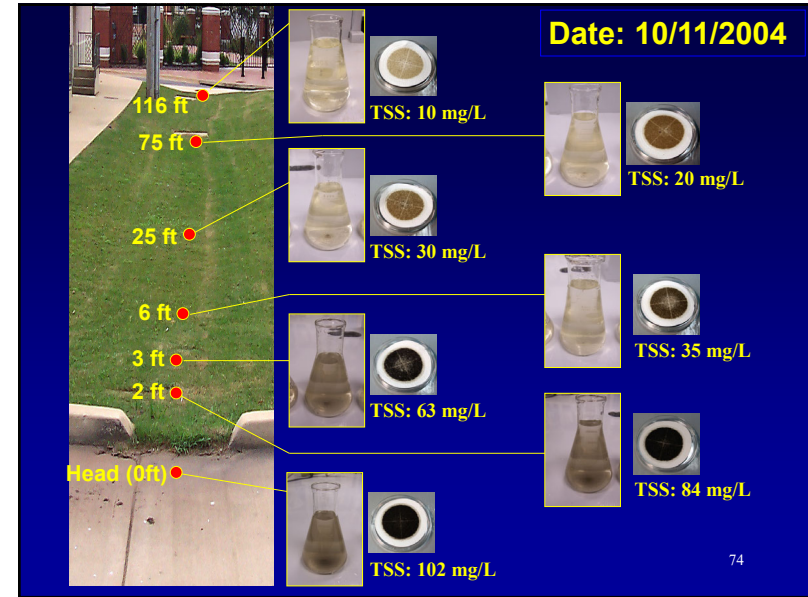 Date: 10/11/2004
116 ft
TSS: 10 mg/L
75 ft
TSS: 20 mg/L
25 ft
TSS: 30 mg/L
6 ft
TSS: 35 mg/L
3 ft
TSS: 63 mg/L
2 ft
TSS: 84 mg/L
Head (0ft)
TSS: 102 mg/L
74